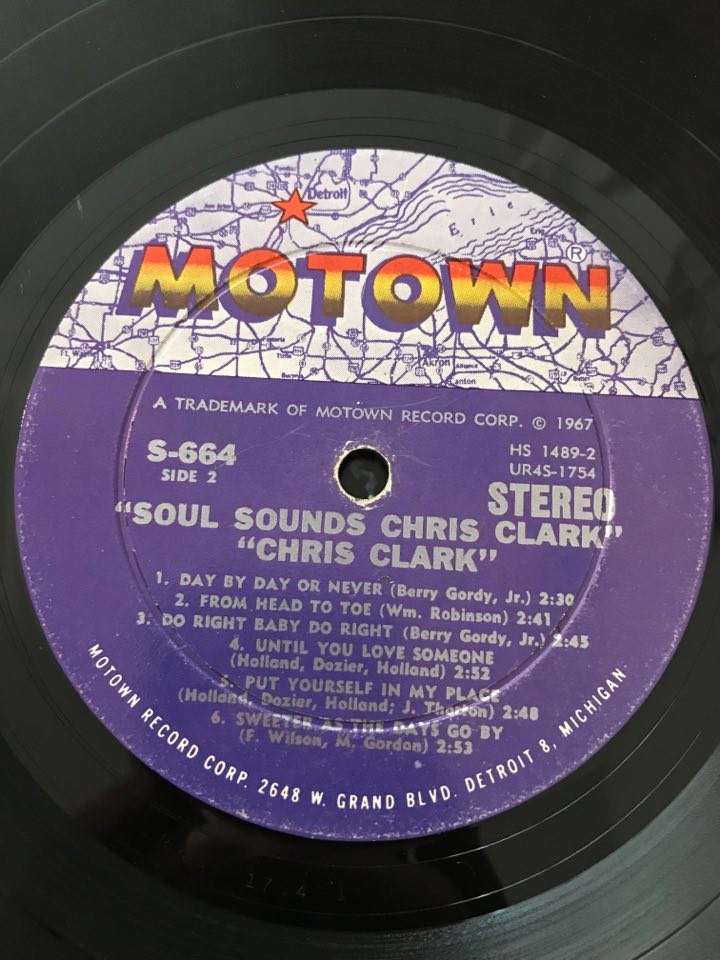 Detroit
Erie
MOTOWN®
Ft. W
Akron
Alliance
anton
A TRADEMARK OF MOTOWN RECORD CORP. © 1967
S-664
HS 1489-2
SIDE 2
UR4S-1754
STEREO
"SOUL SOUNDS CHRIS CLARK"
"CHRIS CLARK"
1. DAY BY DAY OR NEVER (Berry Gordy, Jr.) 2:30
2. FROM HEAD TO TOE (Wm. Robinson) 2:41
3. DO RIGHT BABY DO RIGHT (Berry Gordy, Jr.) 2:45
4. UNTIL YOU LOVE SOMEONE
(Holland, Dozier, Holland) 2:52
5. PUT YOURSELF IN MY PLACE
(Holland, Dozier, Holland; J. Thorton) 2:48
6. SWEETER AS THE DAYS GO BY
(F. Wilson, M. Gordon) 2:53
MOTOWN RECORD CORP. 2648 W. GRAND BLVD. DETROIT 8, MICHIGAN